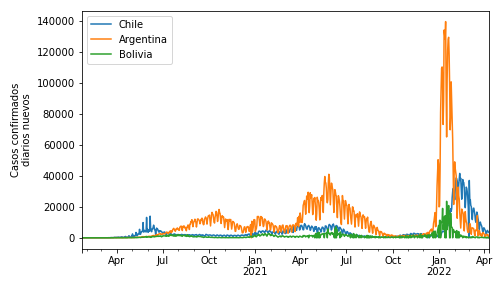 Chile
Argentina
Bolivia
Casos confirmados
diarios nuevos
140000
120000
100000
80000
60000
40000
20000
0
Apr
Jul
Oct
Jan
2021
Apr
Jul
Oct
Jan
2022
Apr